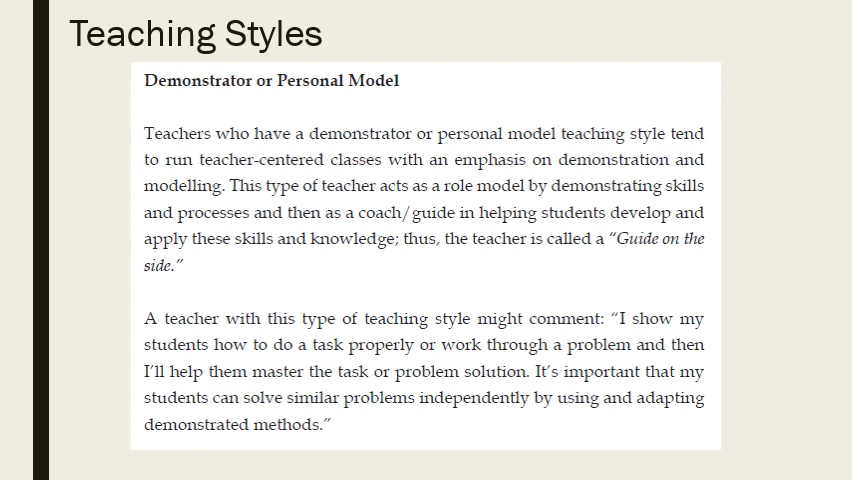 Teaching Styles
Demonstrator or Personal Model
Teachers who have a demonstrator or personal model teaching style tend
to run teacher-centered classes with an emphasis on demonstration and
modelling. This type of teacher acts as a role model by demonstrating skills
and processes and then as a coach/guide in helping students develop and
apply these skills and knowledge; thus, the teacher is called a “Guide on the
side.”
A teacher with this type of teaching style might comment: “I show my
students how to do a task properly or work through a problem and then
I’ll help them master the task or problem solution. It’s important that my
students can solve similar problems independently by using and adapting
demonstrated methods.”